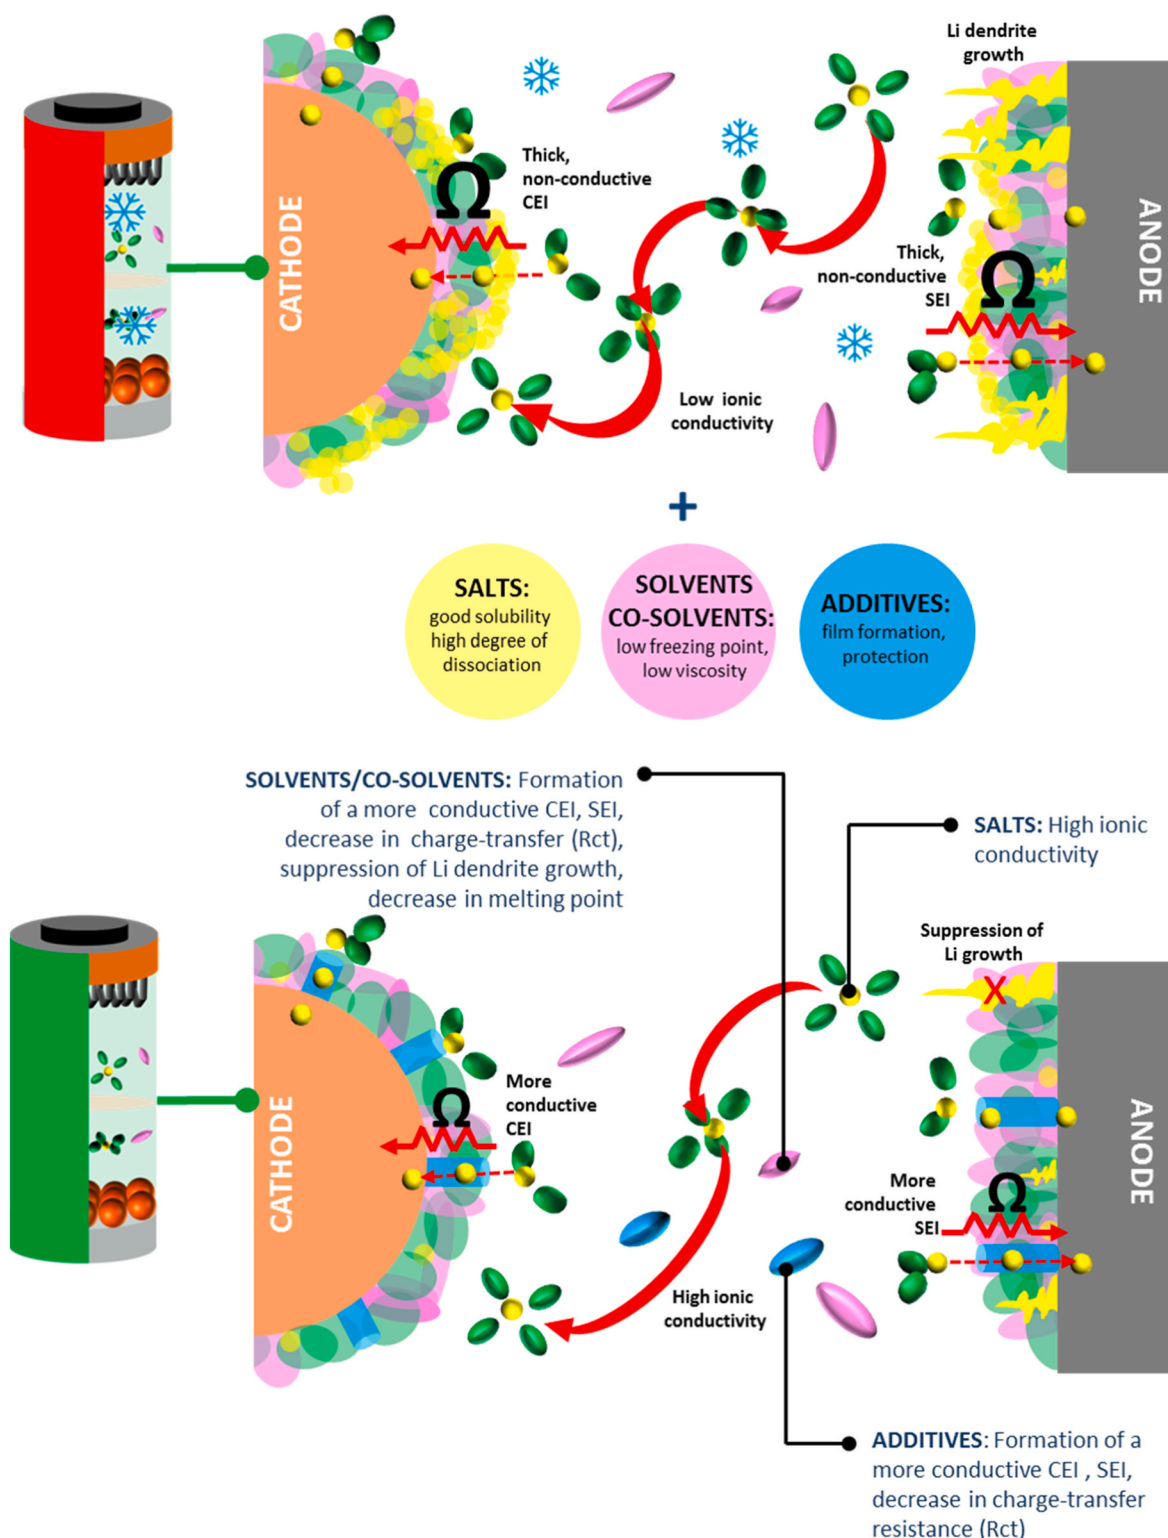 Li dendrite
growth
Thick,
non-conductive
CEI
Ω
CATHODE
Thick,
non-conductive
SEI
Ω
ANODE
Low ionic
conductivity
+
SALTS:
good solubility
high degree of
dissociation
SOLVENTS
CO-SOLVENTS:
low freezing point,
low viscosity
ADDITIVES:
film formation,
protection
SOLVENTS/CO-SOLVENTS: Formation
of a more conductive CEI, SEI,
decrease in charge-transfer (Rct),
suppression of Li dendrite growth,
decrease in melting point
SALTS: High ionic
conductivity
Suppression of
Li growth
X
More
conductive
CEI
Ω
CATHODE
More
conductive
SEI
Ω
ANODE
High ionic
conductivity
ADDITIVES: Formation of a
more conductive CEI , SEI,
decrease in charge-transfer
resistance (Rct)